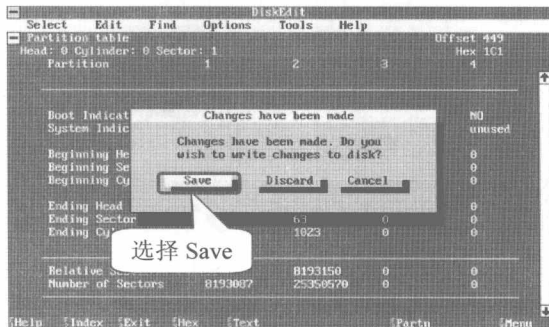 DiskEdit
Select Edit Find Options Tools Help
Partition table Offset 449
Head: 0 Cylinder: 0 Sector: 1 Hex 1C1
Partition 1 2 3 4
Boot Indicat NO
System Indic unused
Changes have been made
Changes have been made. Do you
wish to write changes to disk?
Save Discard Cancel
Beginning He 0
Beginning Se 0
Beginning Cy 0
Ending Head 0
Ending Sector 63 0 0
Ending Cy 1023 0 0
选择 Save
Relative 8193150 0 0
Number of Sectors 8193087 25350570 0 0
Help Index Exit Hex Text Partn Menu